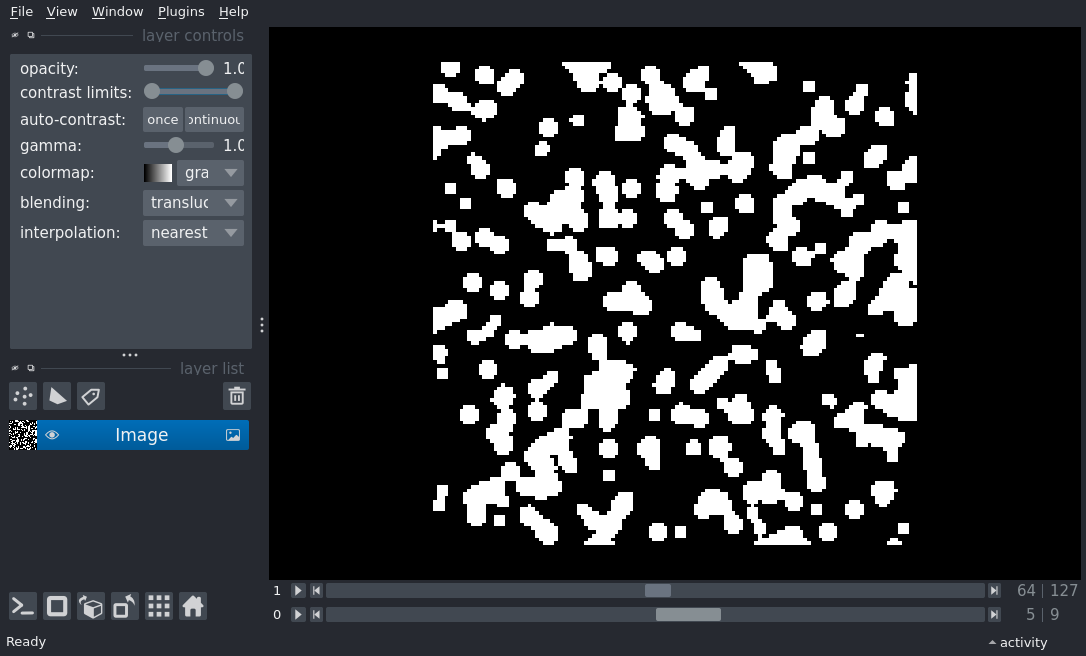 File View Window Plugins Help
layer controls
opacity: 1.0
contrast limits:
auto-contrast: once ontinuou
gamma: 1.0
colormap: gra
blending: transluc
interpolation: nearest
layer list
Image
1 64 127
0 5 9
Ready activity